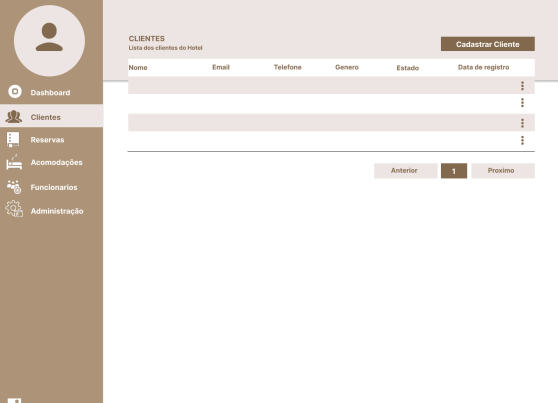 Dashboard
Clientes
Reservas
Acomodações
Funcionarios
Administração
CLIENTES
Lista dos clientes do Hotel
Cadastrar Cliente
Nome Email Telefone Genero Estado Data de registro
Anterior 1 Proximo